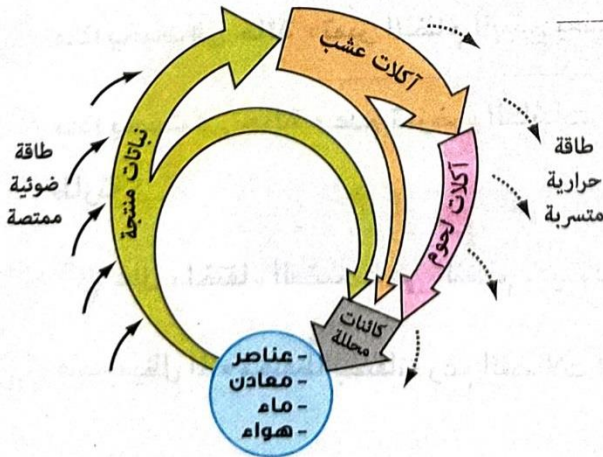 آكلات عشب
طاقة
ضوئية
ممتصة
نباتات منتجة
آكلات لحوم
طاقة
حرارية
متسربة
كائنات
محللة
- عناصر
- معادن
- ماء
- هواء